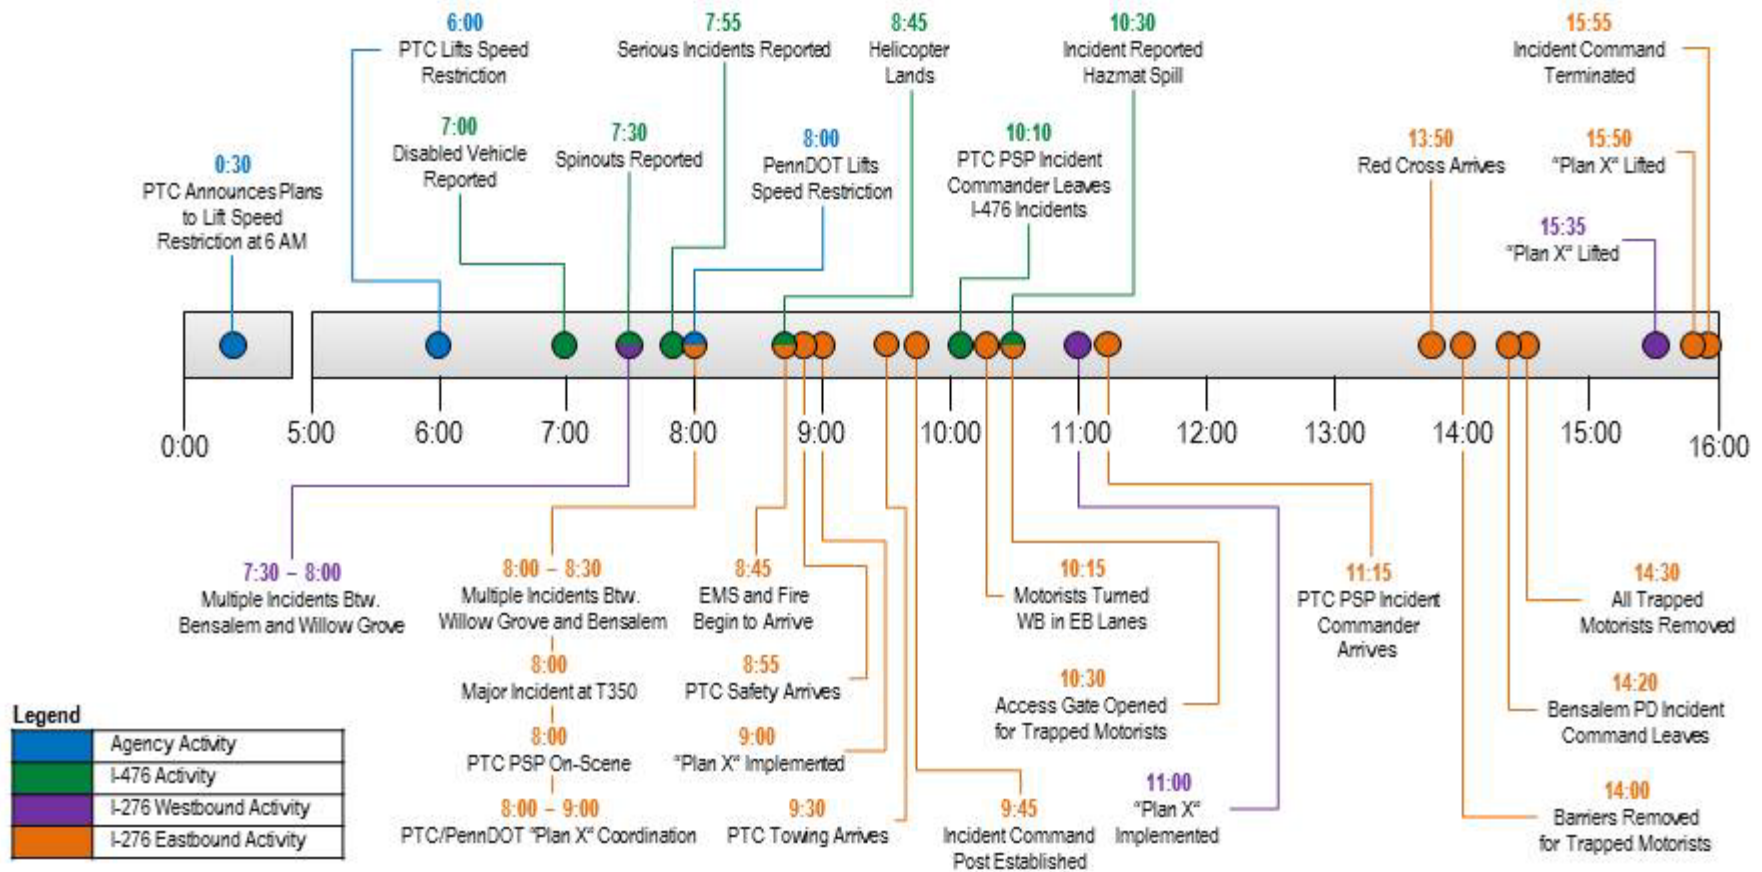 6:00
PTC Lifts Speed
Restriction
7:55
Serious Incidents Reported
8:45
Helicopter
Lands
10:30
Incident Reported
Hazmat Spill
15:55
Incident Command
Terminated
0:30
PTC Announces Plans
to Lift Speed
Restriction at 6 AM
7:00
Disabled Vehicle
Reported
7:30
Spinouts Reported
8:00
PennDOT Lifts
Speed Restriction
10:10
PTC PSP Incident
Commander Leaves
I-476 Incidents
13:50
Red Cross Arrives
15:50
"Plan X" Lifted
15:35
"Plan X" Lifted
0:00
5:00
6:00
7:00
8:00
9:00
10:00
11:00
12:00
13:00
14:00
15:00
16:00
7:30 – 8:00
Multiple Incidents Btw.
Bensalem and Willow Grove
8:00 – 8:30
Multiple Incidents Btw.
Willow Grove and Bensalem
8:00
Major Incident at T350
8:00
PTC PSP On-Scene
8:00 – 9:00
PTC/PennDOT "Plan X" Coordination
8:45
EMS and Fire
Begin to Arrive
8:55
PTC Safety Arrives
9:00
"Plan X" Implemented
9:30
PTC Towing Arrives
9:45
Incident Command
Post Established
10:15
Motorists Turned
WB in EB Lanes
10:30
Access Gate Opened
for Trapped Motorists
11:00
"Plan X"
Implemented
11:15
PTC PSP Incident
Commander
Arrives
14:30
All Trapped
Motorists Removed
14:20
Bensalem PD Incident
Command Leaves
14:00
Barriers Removed
for Trapped Motorists
Legend
Agency Activity
I-476 Activity
I-276 Westbound Activity
I-276 Eastbound Activity